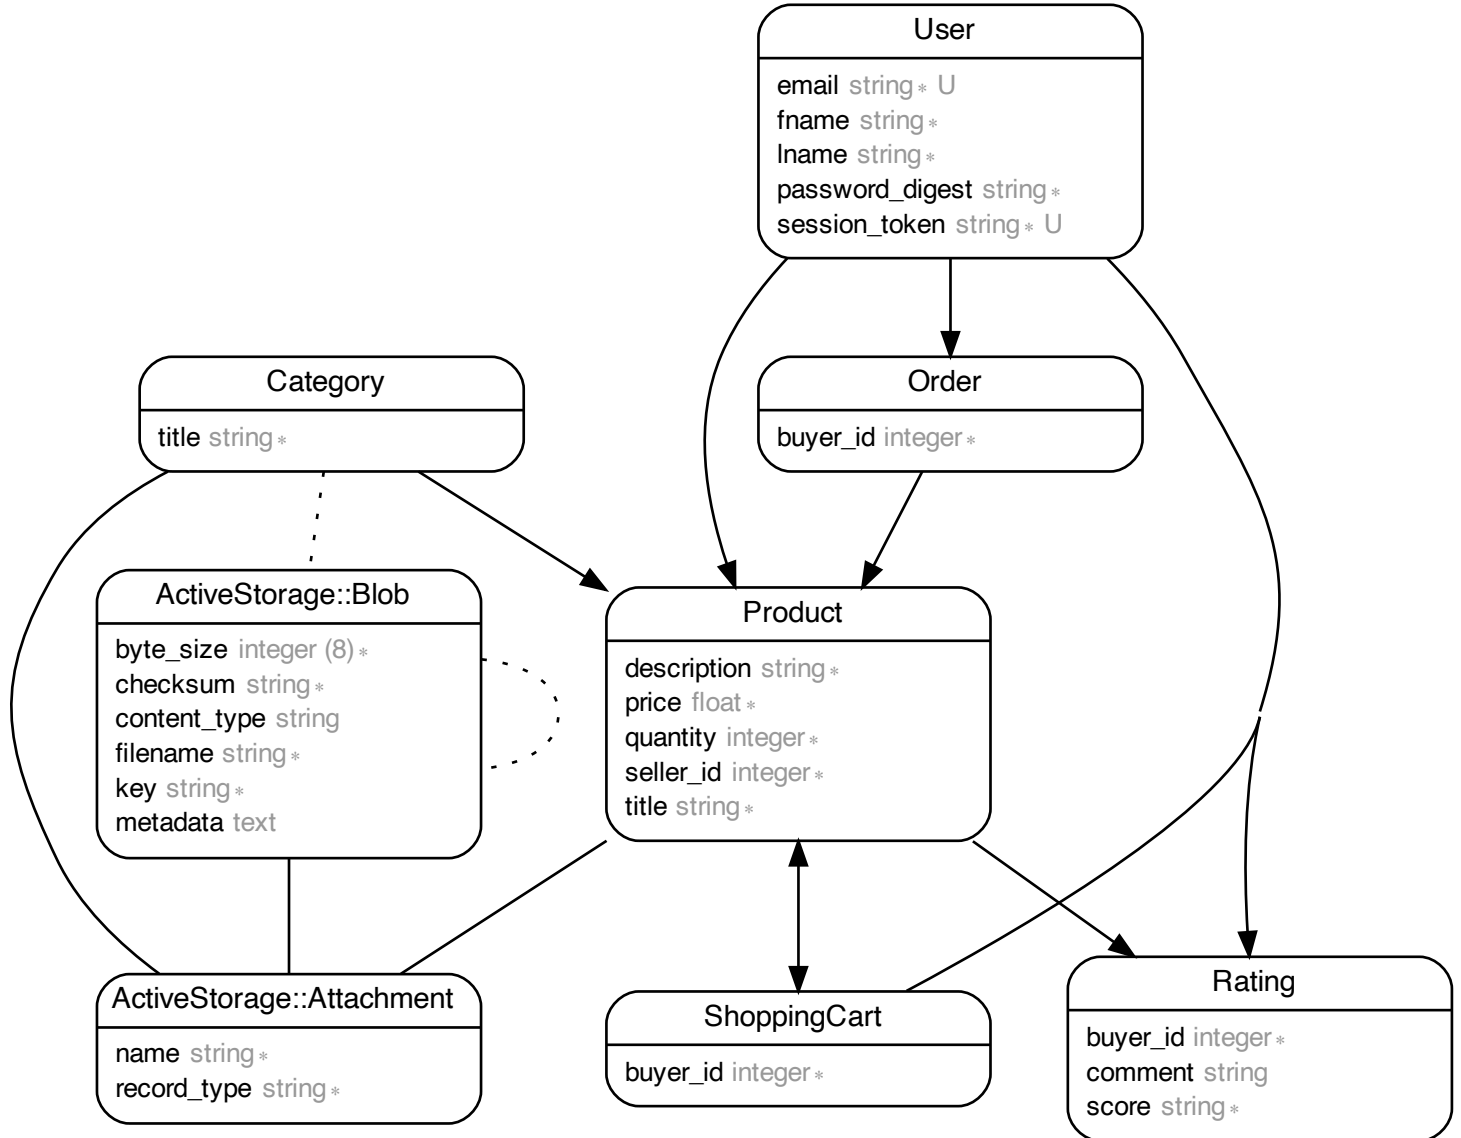 User
email string* U
fname string*
lname string*
password_digest string*
session_token string* U
Category
title string*
Order
buyer_id integer*
ActiveStorage::Blob
byte_size integer (8)*
checksum string*
content_type string
filename string*
key string*
metadata text
Product
description string*
price float*
quantity integer*
seller_id integer*
title string*
ActiveStorage::Attachment
name string*
record_type string*
ShoppingCart
buyer_id integer*
Rating
buyer_id integer*
comment string
score string*